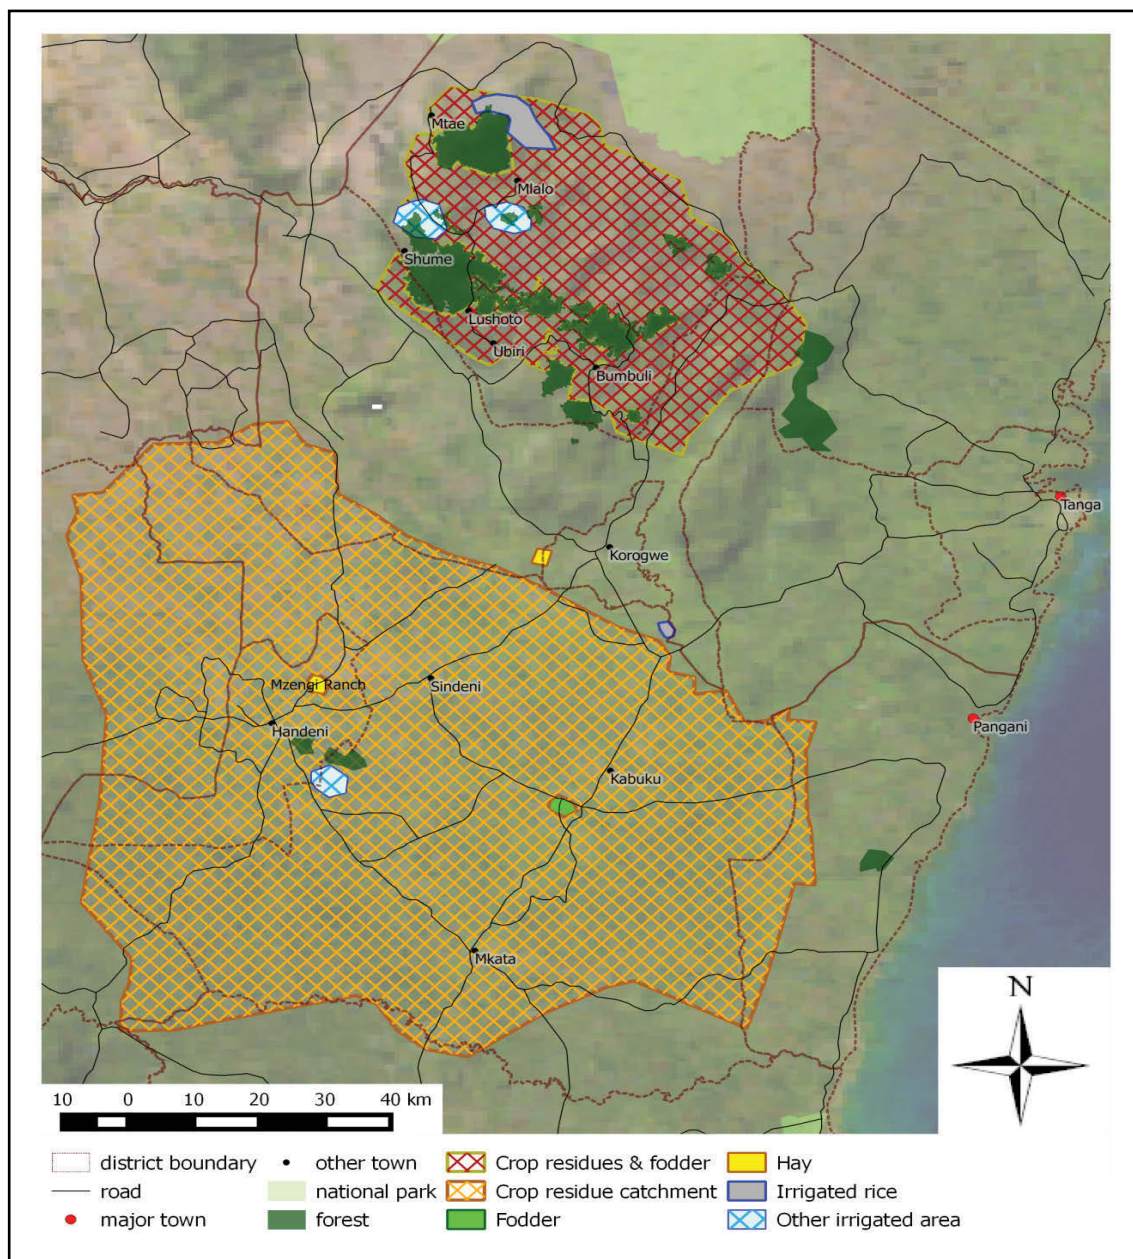 Mtae
Mlalo
Shume
Lushoto
Ubiri
Bumbuli
Tanga
Korogwe
Mzengi Ranch
Sindeni
Handeni
Pangani
Kabuku
Mkata
N
10 0 10 20 30 40 km
district boundary
other town
Crop residues & fodder
Hay
road
national park
Crop residue catchment
Irrigated rice
major town
forest
Fodder
Other irrigated area